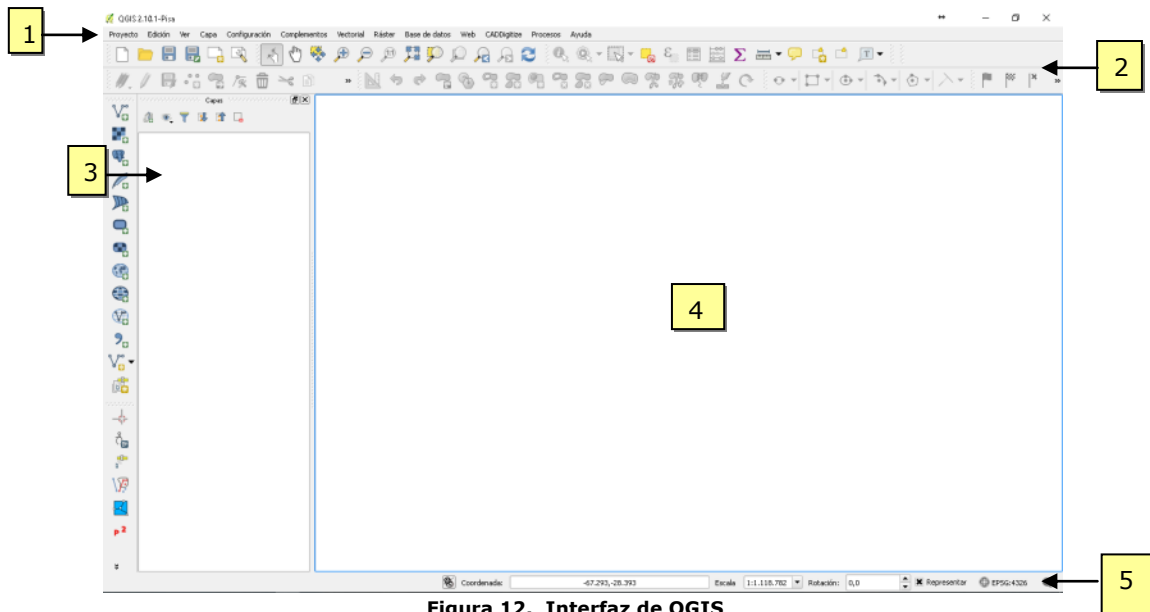 QGIS 2.10.1-Pisa
1
Proyecto Edición Ver Capa Configuración Complementos Vectorial Ráster Base de datos Web CADDigitize Procesos Ayuda
2
Capas
3
4
Coordenada: -67.293,-28.393 Escala 1:1.118.782 Rotación: 0,0 Representar EPSG:4326
5
Figura 12. Interfaz de QGIS